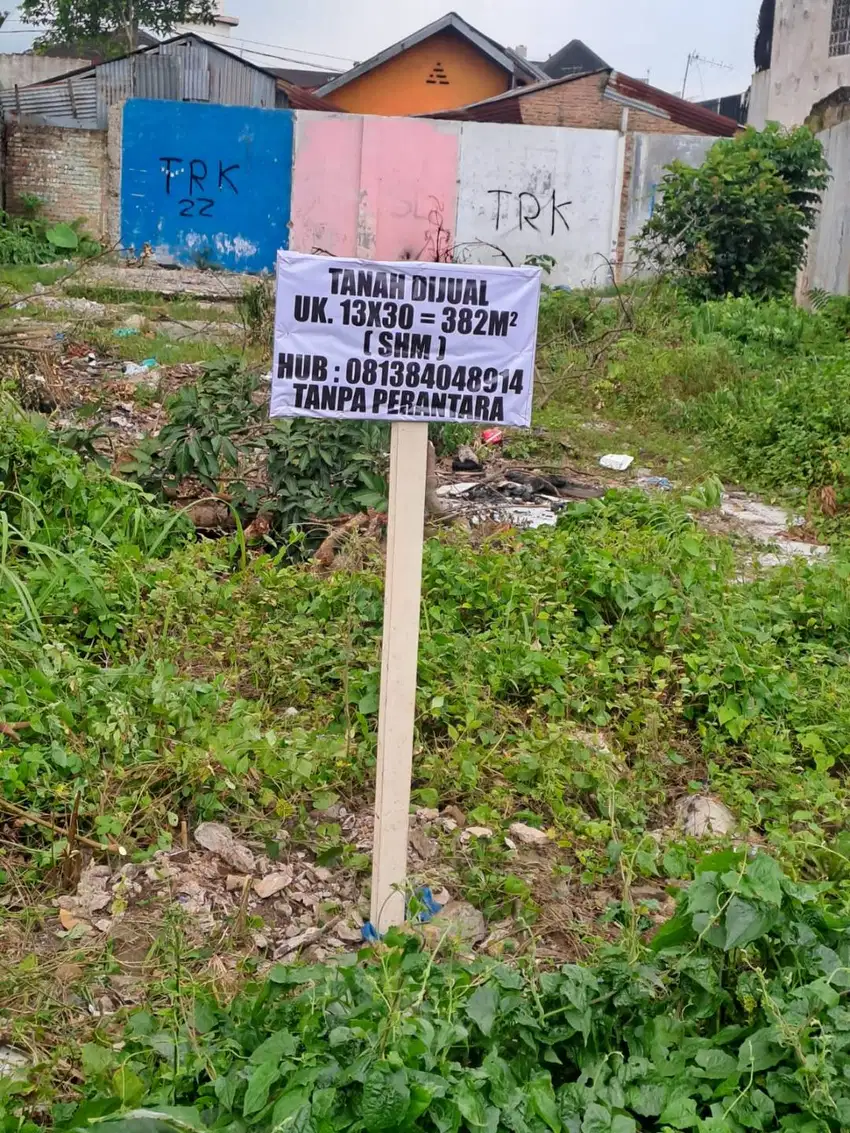 TRK
22
TRK
TANAH DIJUAL
UK. 13X30 = 382M²
( SHM )
HUB : 081384048914
TANPA PERANTARA